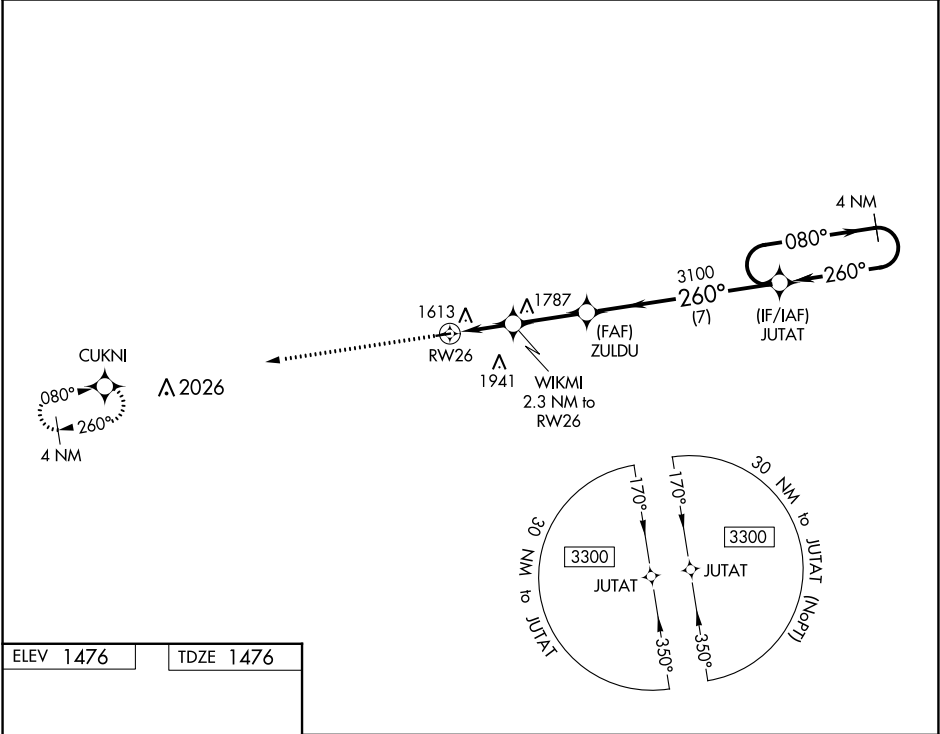 4 NM
080°
260°
3100
260°
(7)
(IF/IAF)
JUTAT
1787
(FAF)
ZULDU
1613
RW26
1941
WIKMI
2.3 NM to
RW26
CUKNI
2026
080°
260°
4 NM
30 NM to JUTAT
170°
3300
JUTAT
350°
30 NM to JUTAT (NoPT)
170°
3300
JUTAT
350°
ELEV 1476
TDZE 1476